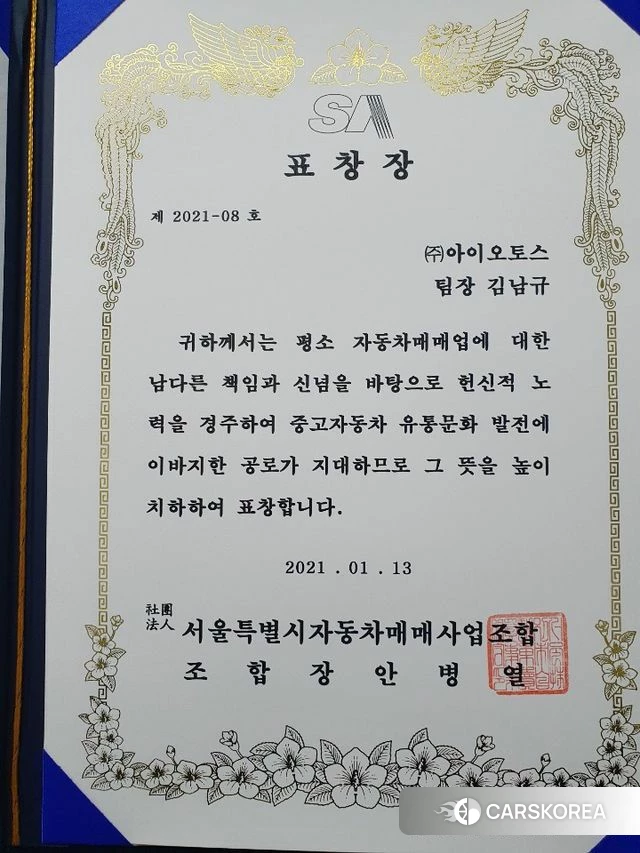 SA
표 창 장
제 2021-08 호
㈜아이오토스
팀장 김남규
귀하께서는 평소 자동차매매업에 대한
남다른 책임과 신념을 바탕으로 헌신적 노
력을 경주하여 중고자동차 유통문화 발전에
이바지한 공로가 지대하므로 그 뜻을 높이
치하하여 표창합니다.
2021 . 01 . 13
社團
法人 서울특별시자동차매매사업조합
조 합 장 안 병 열
CARSKOREA